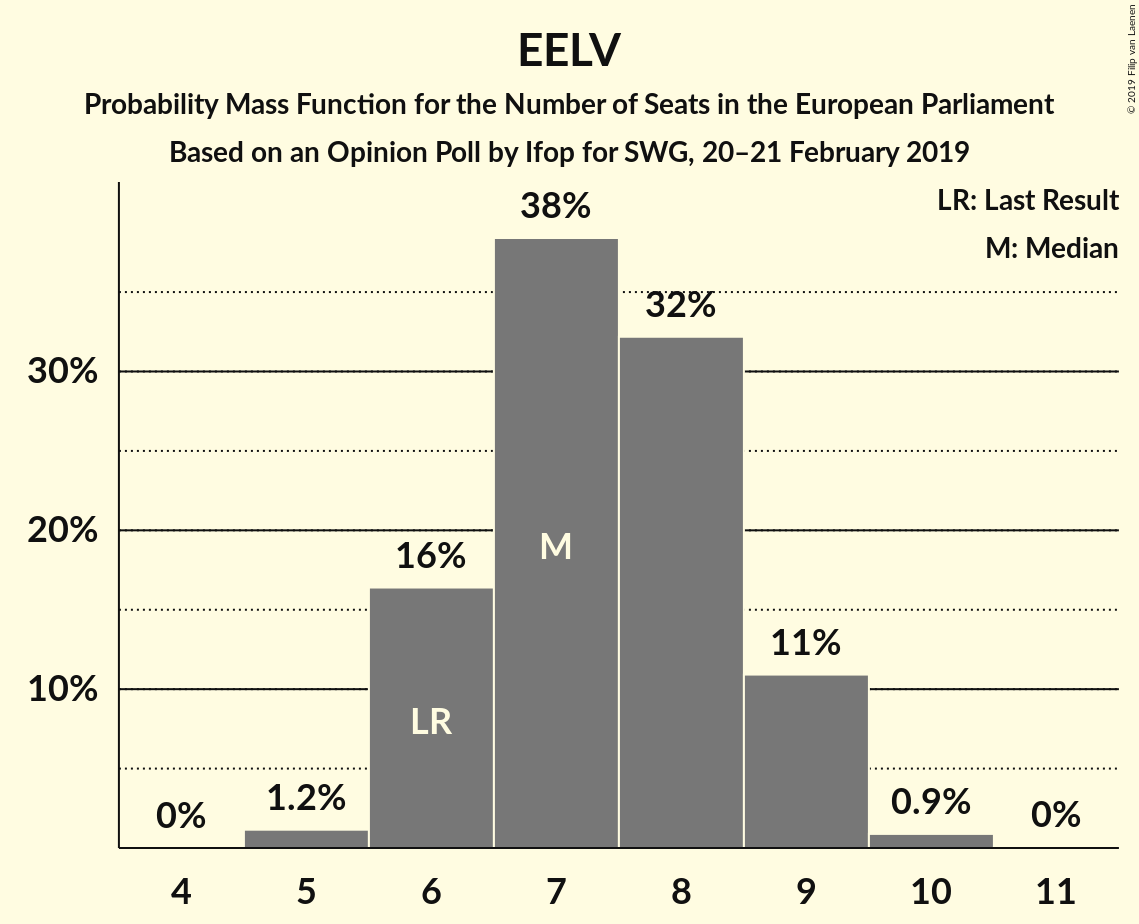 EELV
Probability Mass Function for the Number of Seats in the European Parliament
Based on an Opinion Poll by Ifop for SWG, 20–21 February 2019
© 2019 Filip van Laenen
LR: Last Result
M: Median
38%
32%
30%
M
20%
16%
11%
10%
LR
1.2%
0.9%
0%
0%
4 5 6 7 8 9 10 11